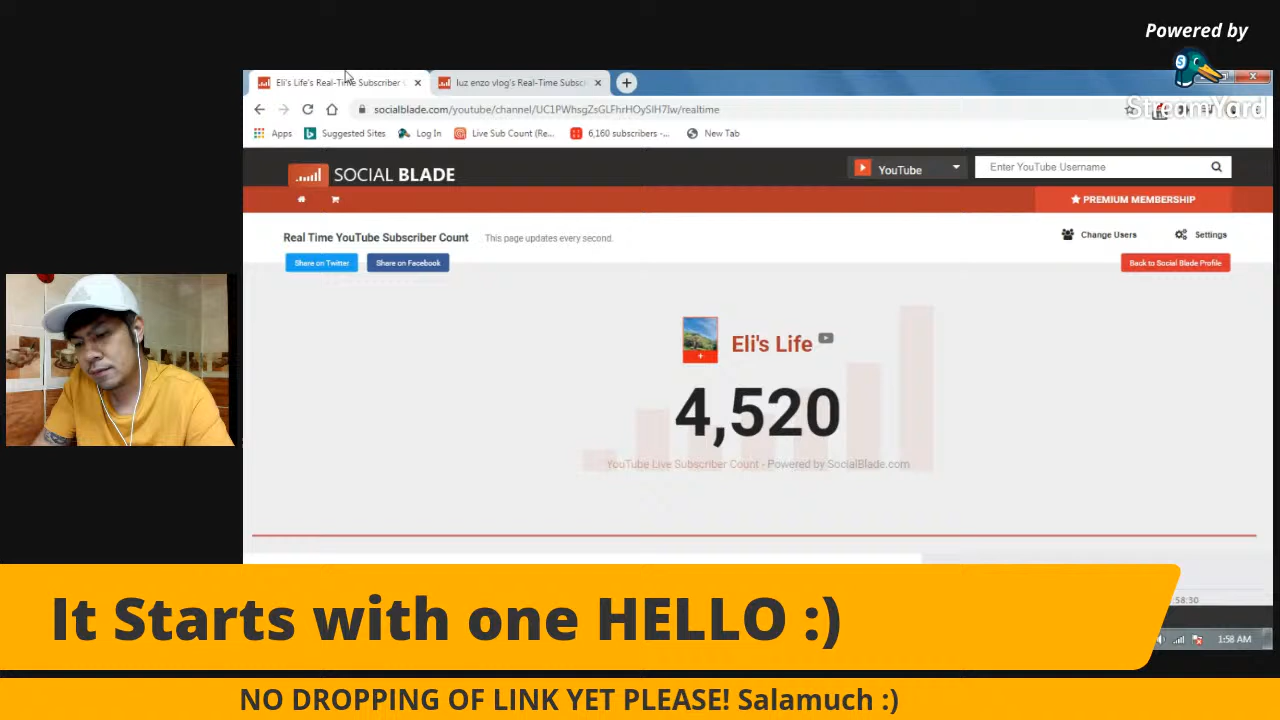 Powered by
StreamYard
Eli's Life's Real-Time Subscriber
luz enzo vlog's Real-Time Subsc
socialblade.com/youtube/channel/UC1PWhsgZsGLFhrHOySIH7Iw/realtime
Apps Suggested Sites Log In Live Sub Count (Re... 6,160 subscribers -... New Tab
SOCIAL BLADE
YouTube
Enter YouTube Username
PREMIUM MEMBERSHIP
Real Time YouTube Subscriber Count
This page updates every second.
Change Users
Settings
Share on Twitter
Share on Facebook
Back to Social Blade Profile
Eli's Life
4,520
YouTube Live Subscriber Count - Powered by SocialBlade.com
58:30
1:58 AM
It Starts with one HELLO :)
NO DROPPING OF LINK YET PLEASE! Salamuch :)